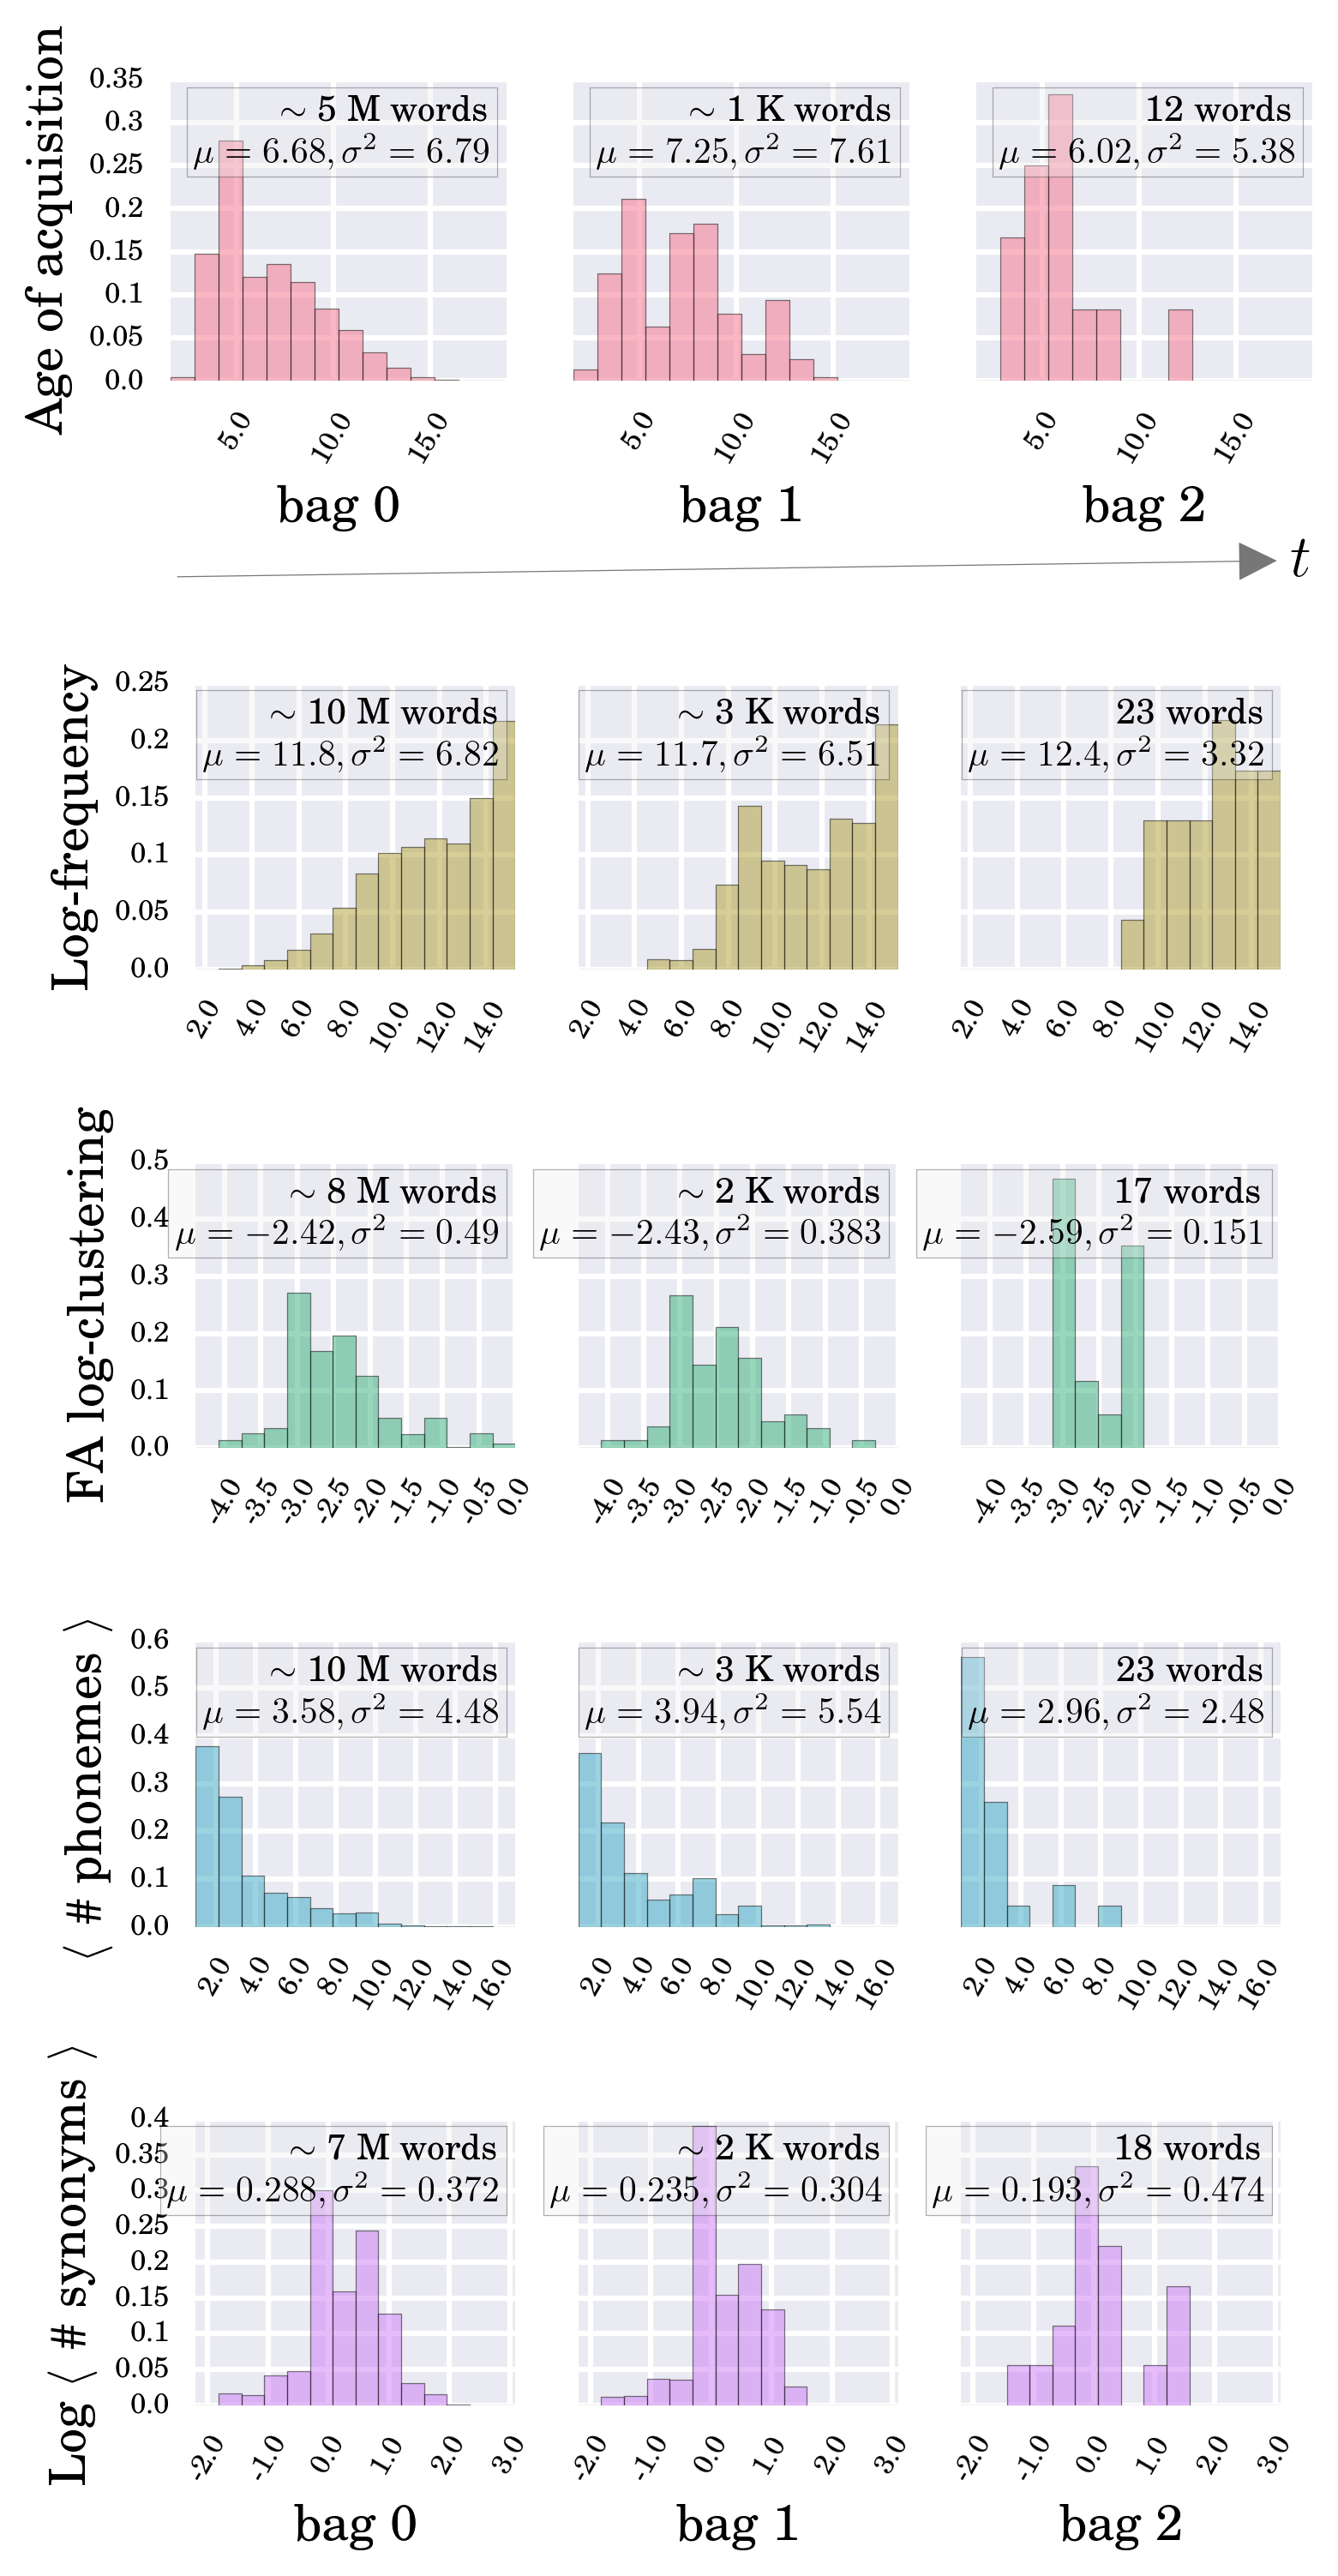 Age of acquisition
0.35
0.3
0.25
0.2
0.15
0.1
0.05
0.0
~ 5 M words
μ = 6.68, σ² = 6.79
~ 1 K words
μ = 7.25, σ² = 7.61
12 words
μ = 6.02, σ² = 5.38
5.0 10.0 15.0
5.0 10.0 15.0
5.0 10.0 15.0
bag 0 bag 1 bag 2
t
Log-frequency
0.25
0.2
0.15
0.1
0.05
0.0
~ 10 M words
μ = 11.8, σ² = 6.82
~ 3 K words
μ = 11.7, σ² = 6.51
23 words
μ = 12.4, σ² = 3.32
2.0 4.0 6.0 8.0 10.0 12.0 14.0
2.0 4.0 6.0 8.0 10.0 12.0 14.0
2.0 4.0 6.0 8.0 10.0 12.0 14.0
FA log-clustering
0.5
0.4
0.3
0.2
0.1
0.0
~ 8 M words
μ = −2.42, σ² = 0.49
~ 2 K words
μ = −2.43, σ² = 0.383
17 words
μ = −2.59, σ² = 0.151
-4.0 -3.5 -3.0 -2.5 -2.0 -1.5 -1.0 -0.5 0.0
-4.0 -3.5 -3.0 -2.5 -2.0 -1.5 -1.0 -0.5 0.0
-4.0 -3.5 -3.0 -2.5 -2.0 -1.5 -1.0 -0.5 0.0
⟨ # phonemes ⟩
0.6
0.5
0.4
0.3
0.2
0.1
0.0
~ 10 M words
μ = 3.58, σ² = 4.48
~ 3 K words
μ = 3.94, σ² = 5.54
23 words
μ = 2.96, σ² = 2.48
2.0 4.0 6.0 8.0 10.0 12.0 14.0 16.0
2.0 4.0 6.0 8.0 10.0 12.0 14.0 16.0
2.0 4.0 6.0 8.0 10.0 12.0 14.0 16.0
Log ⟨ # synonyms ⟩
0.4
0.35
0.3
0.25
0.2
0.15
0.1
0.05
0.0
~ 7 M words
μ = 0.288, σ² = 0.372
~ 2 K words
μ = 0.235, σ² = 0.304
18 words
μ = 0.193, σ² = 0.474
-2.0 -1.0 0.0 1.0 2.0 3.0
-2.0 -1.0 0.0 1.0 2.0 3.0
-2.0 -1.0 0.0 1.0 2.0 3.0
bag 0 bag 1 bag 2